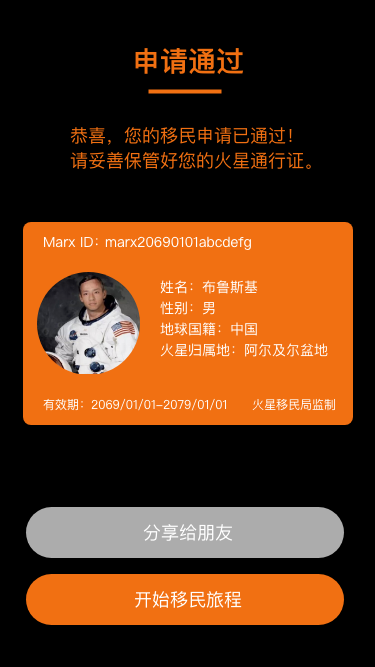 申请通过
恭喜，您的移民申请已通过！
请妥善保管好您的火星通行证。
Marx ID：marx20690101abcdefg
姓名：布鲁斯基
性别：男
地球国籍：中国
火星归属地：阿尔及尔盆地
有效期：2069/01/01-2079/01/01 火星移民局监制
分享给朋友
开始移民旅程